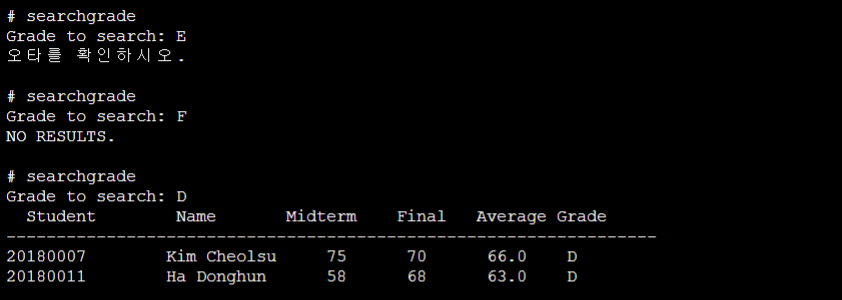 # searchgrade
Grade to search: E
오타를 확인하시오.
# searchgrade
Grade to search: F
NO RESULTS.
# searchgrade
Grade to search: D
Student Name Midterm Final Average Grade
-----------------------------------------------------------------
20180007 Kim Cheolsu 75 70 66.0 D
20180011 Ha Donghun 58 68 63.0 D